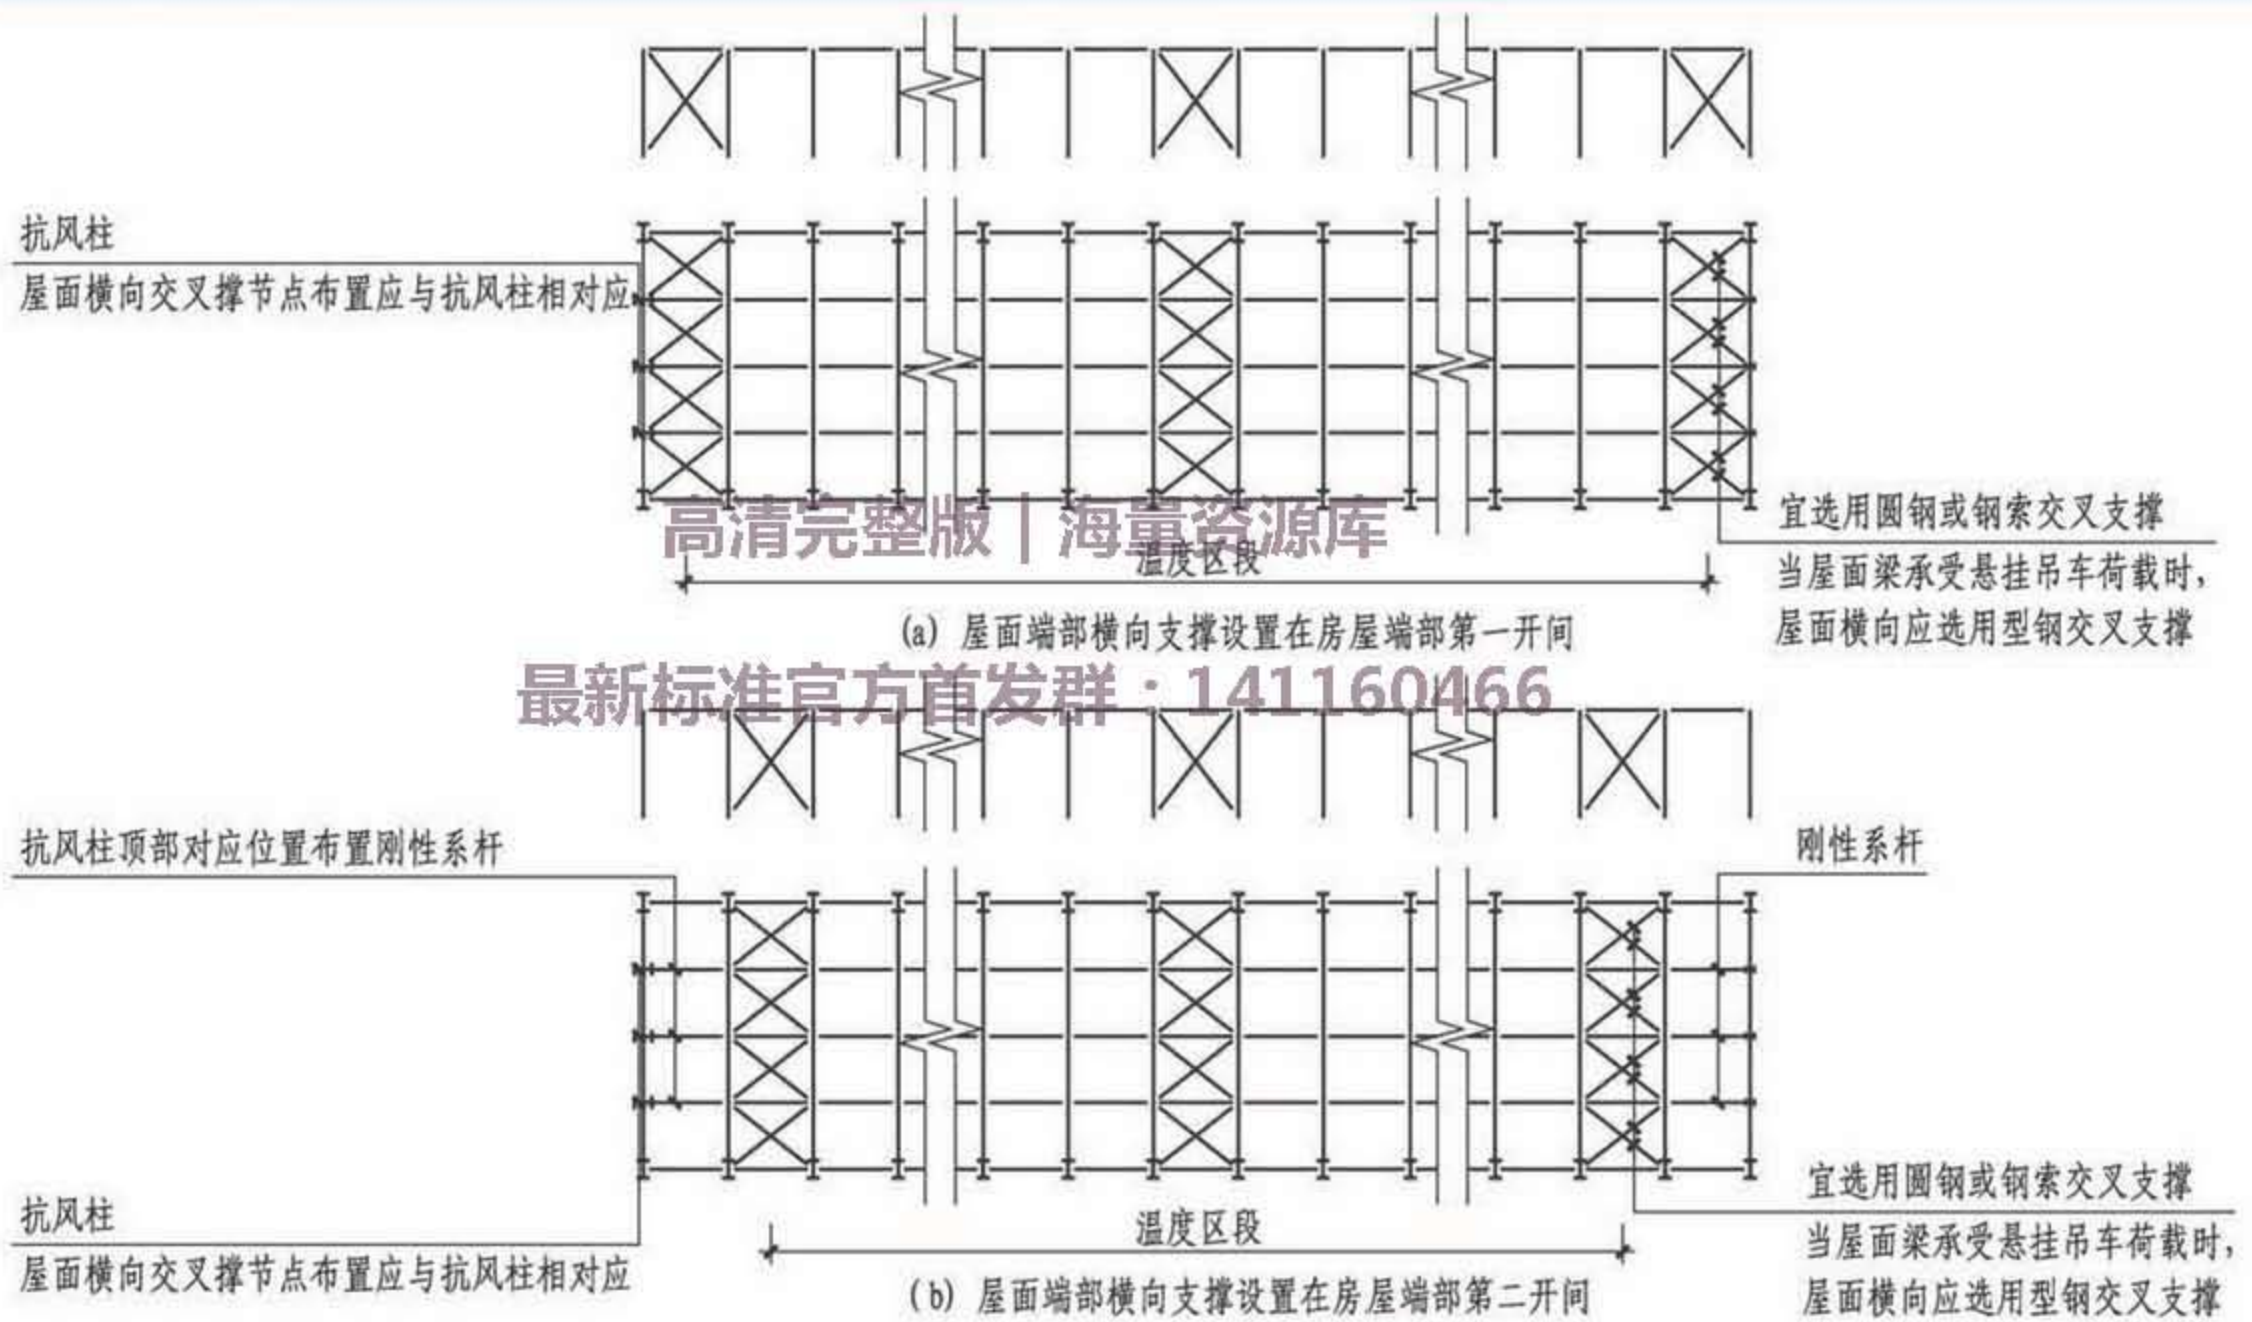 抗风柱
屋面横向交叉撑节点布置应与抗风柱相对应
高清完整版｜海量资源库
温度区段
宜选用圆钢或钢索交叉支撑
当屋面梁承受悬挂吊车荷载时，
屋面横向应选用型钢交叉支撑
(a) 屋面端部横向支撑设置在房屋端部第一开间
最新标准官方首发群：141160466
抗风柱顶部对应位置布置刚性系杆
刚性系杆
抗风柱
屋面横向交叉撑节点布置应与抗风柱相对应
温度区段
宜选用圆钢或钢索交叉支撑
当屋面梁承受悬挂吊车荷载时，
屋面横向应选用型钢交叉支撑
(b) 屋面端部横向支撑设置在房屋端部第二开间